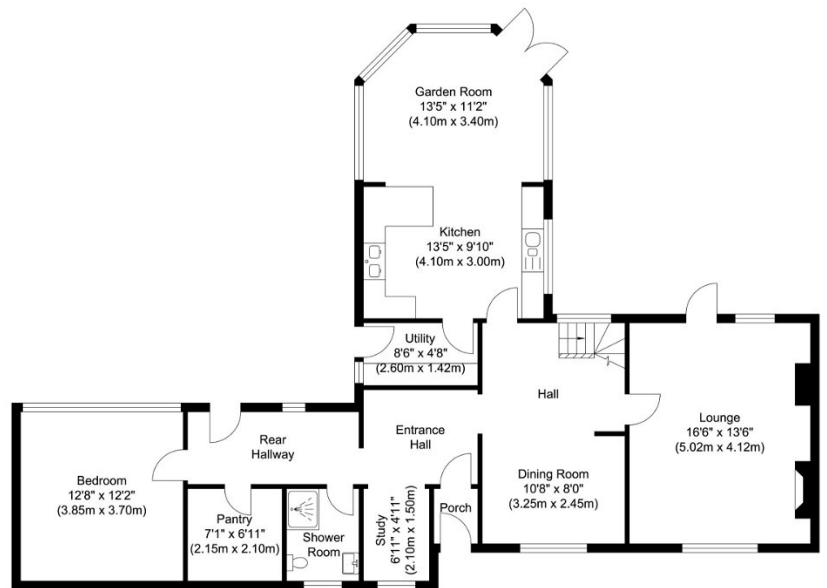 Garden Room
13'5" x 11'2"
(4.10m x 3.40m)
Kitchen
13'5" x 9'10"
(4.10m x 3.00m)
Utility
8'6" x 4'8"
(2.60m x 1.42m)
Hall
Lounge
16'6" x 13'6"
(5.02m x 4.12m)
Entrance
Hall
Rear
Hallway
Bedroom
12'8" x 12'2"
(3.85m x 3.70m)
Dining Room
10'8" x 8'0"
(3.25m x 2.45m)
Pantry
7'1" x 6'11"
(2.15m x 2.10m)
Shower
Room
Study
6'11" x 4'11"
(2.10m x 1.50m)
Porch